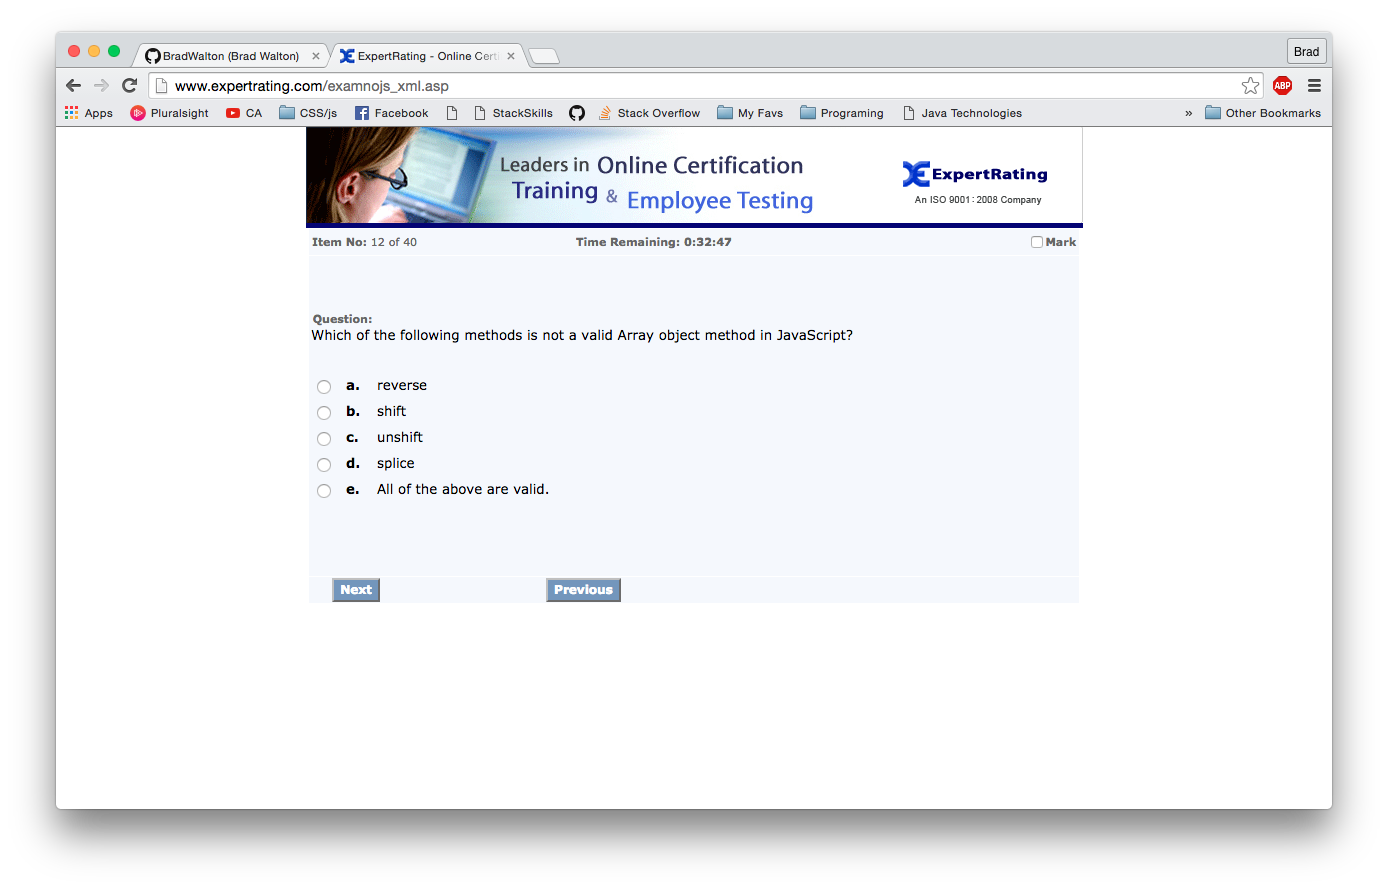 BradWalton (Brad Walton)
ExpertRating - Online Certi
Brad
www.expertrating.com/examnojs_xml.asp
ABP
Apps Pluralsight CA CSS/js Facebook StackSkills Stack Overflow My Favs Programing Java Technologies » Other Bookmarks
Leaders in Online Certification
Training & Employee Testing
ExpertRating
An ISO 9001:2008 Company
Item No: 12 of 40 Time Remaining: 0:32:47 Mark
Question:
Which of the following methods is not a valid Array object method in JavaScript?
a. reverse
b. shift
c. unshift
d. splice
e. All of the above are valid.
Next Previous